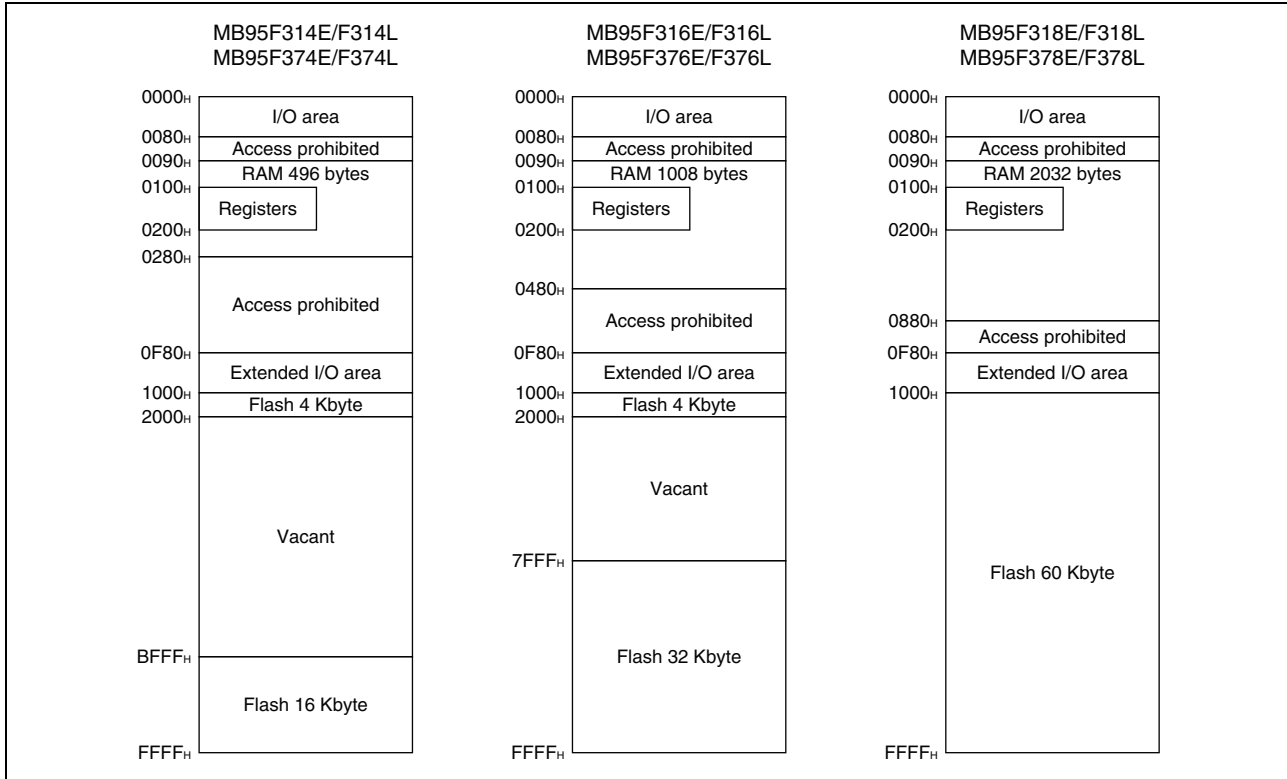 MB95F314E/F314L
MB95F374E/F374L
0000H
I/O area
0080H
Access prohibited
0090H
RAM 496 bytes
0100H
Registers
0200H
0280H
Access prohibited
0F80H
Extended I/O area
1000H
Flash 4 Kbyte
2000H
Vacant
BFFFH
Flash 16 Kbyte
FFFFH
MB95F316E/F316L
MB95F376E/F376L
0000H
I/O area
0080H
Access prohibited
0090H
RAM 1008 bytes
0100H
Registers
0200H
0480H
Access prohibited
0F80H
Extended I/O area
1000H
Flash 4 Kbyte
2000H
Vacant
7FFFH
Flash 32 Kbyte
FFFFH
MB95F318E/F318L
MB95F378E/F378L
0000H
I/O area
0080H
Access prohibited
0090H
RAM 2032 bytes
0100H
Registers
0200H
0880H
Access prohibited
0F80H
Extended I/O area
1000H
Flash 60 Kbyte
FFFFH